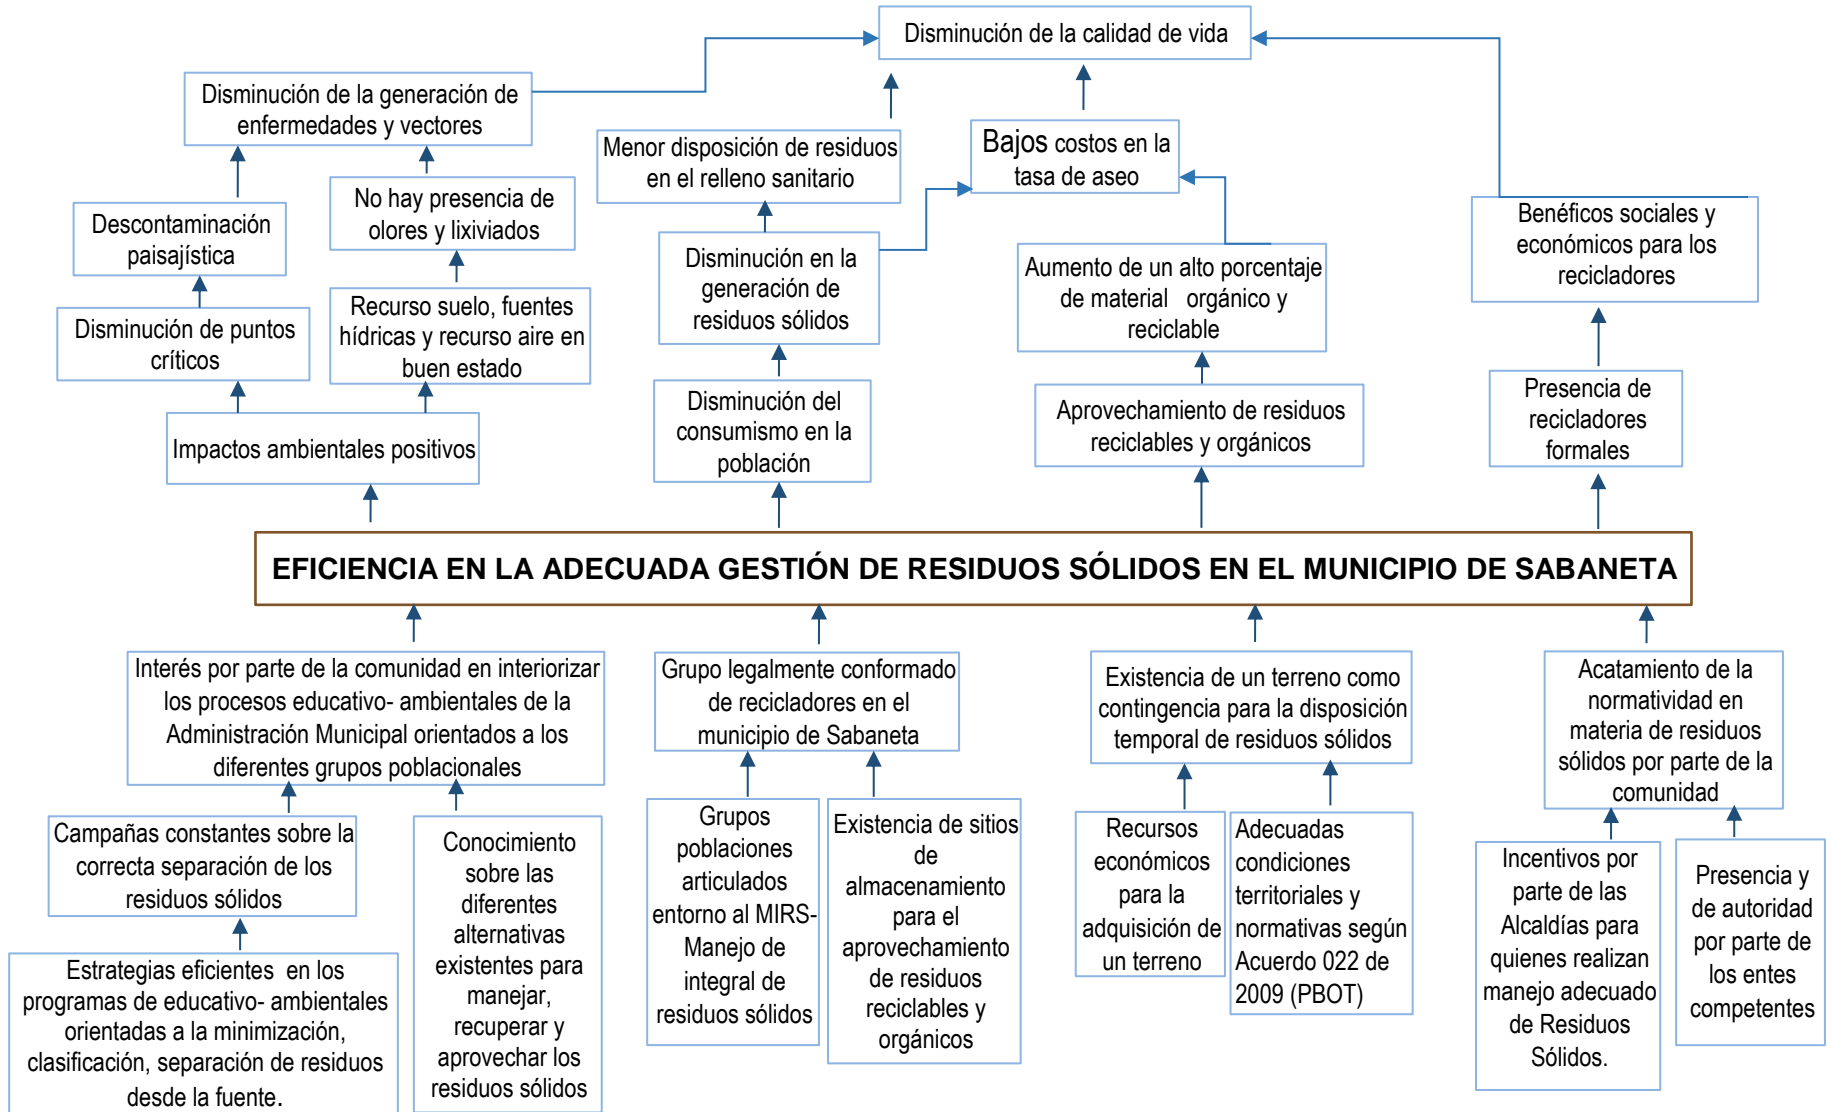 Disminución de la calidad de vida
Disminución de la generación de
enfermedades y vectores
Menor disposición de residuos
en el relleno sanitario
Bajos costos en la
tasa de aseo
No hay presencia de
olores y lixiviados
Descontaminación
paisajística
Benéficos sociales y
económicos para los
recicladores
Disminución en la
generación de
residuos sólidos
Aumento de un alto porcentaje
de material orgánico y
reciclable
Recurso suelo, fuentes
hídricas y recurso aire en
buen estado
Disminución de puntos
críticos
Disminución del
consumismo en la
población
Aprovechamiento de residuos
reciclables y orgánicos
Presencia de
recicladores
formales
Impactos ambientales positivos
EFICIENCIA EN LA ADECUADA GESTIÓN DE RESIDUOS SÓLIDOS EN EL MUNICIPIO DE SABANETA
Interés por parte de la comunidad en interiorizar
los procesos educativo- ambientales de la
Administración Municipal orientados a los
diferentes grupos poblacionales
Grupo legalmente conformado
de recicladores en el
municipio de Sabaneta
Existencia de un terreno como
contingencia para la disposición
temporal de residuos sólidos
Acatamiento de la
normatividad en
materia de residuos
sólidos por parte de la
comunidad
Campañas constantes sobre la
correcta separación de los
residuos sólidos
Conocimiento
sobre las
diferentes
alternativas
existentes para
manejar,
recuperar y
aprovechar los
residuos sólidos
Grupos
poblaciones
articulados
entorno al MIRS-
Manejo de
integral de
residuos sólidos
Existencia de sitios
de
almacenamiento
para el
aprovechamiento
de residuos
reciclables y
orgánicos
Recursos
económicos
para la
adquisición de
un terreno
Adecuadas
condiciones
territoriales y
normativas según
Acuerdo 022 de
2009 (PBOT)
Incentivos por
parte de las
Alcaldías para
quienes realizan
manejo adecuado
de Residuos
Sólidos.
Presencia y
de autoridad
por parte de
los entes
competentes
Estrategias eficientes en los
programas de educativo- ambientales
orientadas a la minimización,
clasificación, separación de residuos
desde la fuente.